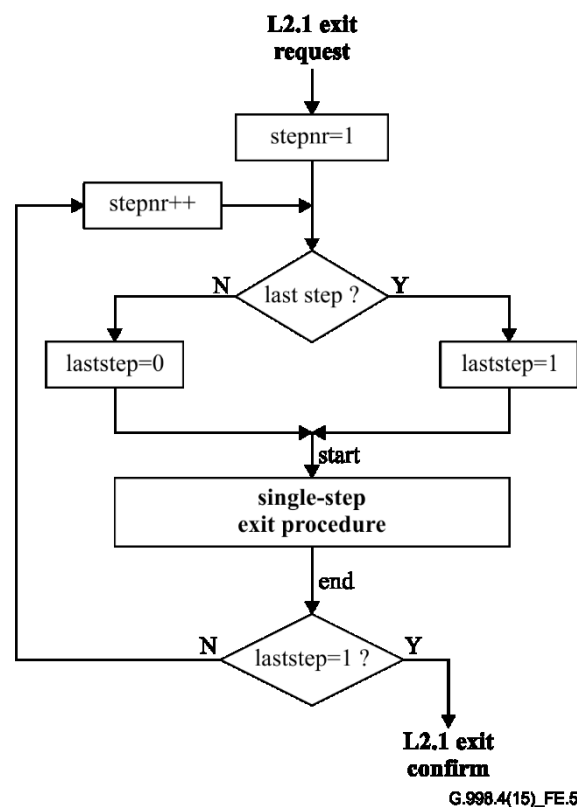 L2.1 exit
request
stepnr=1
stepnr++
N
last step ?
Y
laststep=0
laststep=1
start
single-step
exit procedure
end
N
laststep=1 ?
Y
L2.1 exit
confirm
G.998.4(15)_FE.5